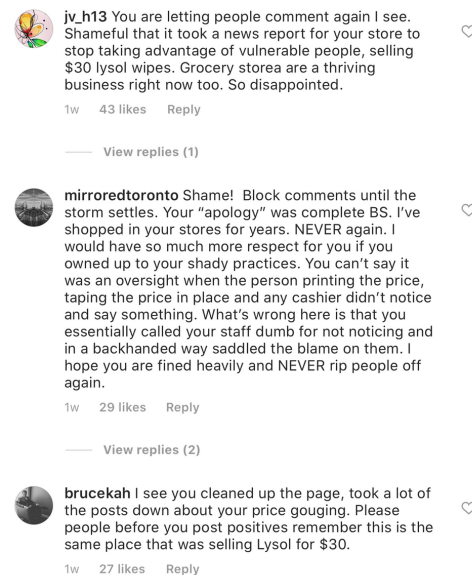 jv_h13 You are letting people comment again I see.
Shameful that it took a news report for your store to
stop taking advantage of vulnerable people, selling
$30 lysol wipes. Grocery storea are a thriving
business right now too. So disappointed.
1w 43 likes Reply
View replies (1)
mirroredtoronto Shame!  Block comments until the
storm settles. Your “apology” was complete BS. I’ve
shopped in your stores for years. NEVER again. I
would have so much more respect for you if you
owned up to your shady practices. You can’t say it
was an oversight when the person printing the price,
taping the price in place and any cashier didn’t notice
and say something. What’s wrong here is that you
essentially called your staff dumb for not noticing and
in a backhanded way saddled the blame on them. I
hope you are fined heavily and NEVER rip people off
again.
1w 29 likes Reply
View replies (2)
brucekah I see you cleaned up the page, took a lot of
the posts down about your price gouging. Please
people before you post positives remember this is the
same place that was selling Lysol for $30.
1w 27 likes Reply